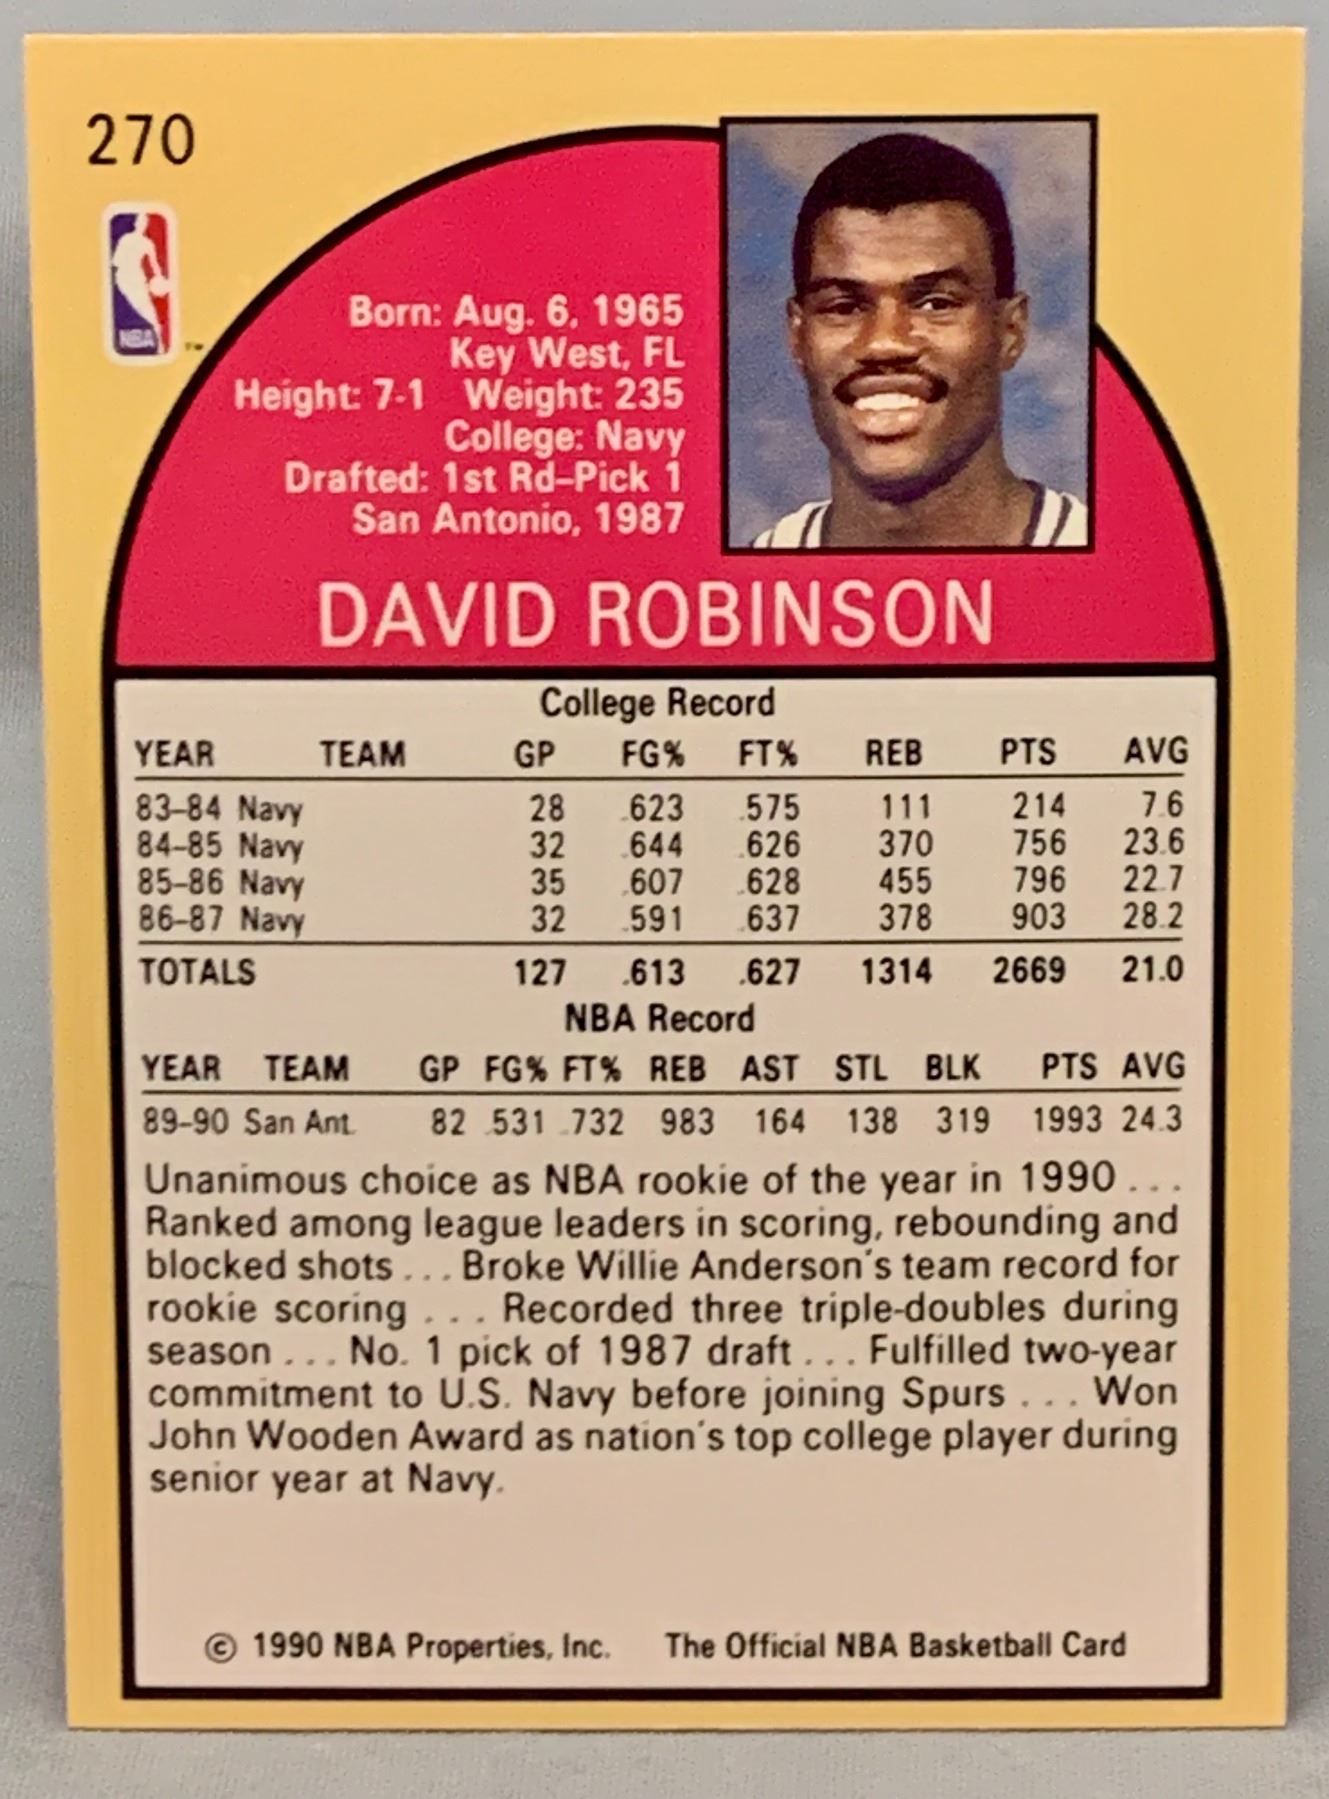 270
NBA
TM
Born: Aug. 6, 1965
Key West, FL
Height: 7-1 Weight: 235
College: Navy
Drafted: 1st Rd–Pick 1
San Antonio, 1987
DAVID ROBINSON
College Record
YEAR TEAM GP FG% FT% REB PTS AVG
83–84 Navy 28 .623 .575 111 214 7.6
84–85 Navy 32 .644 .626 370 756 23.6
85–86 Navy 35 .607 .628 455 796 22.7
86–87 Navy 32 .591 .637 378 903 28.2
TOTALS 127 .613 .627 1314 2669 21.0
NBA Record
YEAR TEAM GP FG% FT% REB AST STL BLK PTS AVG
89–90 San Ant. 82 .531 .732 983 164 138 319 1993 24.3
Unanimous choice as NBA rookie of the year in 1990 . . .
Ranked among league leaders in scoring, rebounding and
blocked shots . . . Broke Willie Anderson's team record for
rookie scoring . . . Recorded three triple-doubles during
season . . . No. 1 pick of 1987 draft . . . Fulfilled two-year
commitment to U.S. Navy before joining Spurs . . . Won
John Wooden Award as nation's top college player during
senior year at Navy.
© 1990 NBA Properties, Inc. The Official NBA Basketball Card